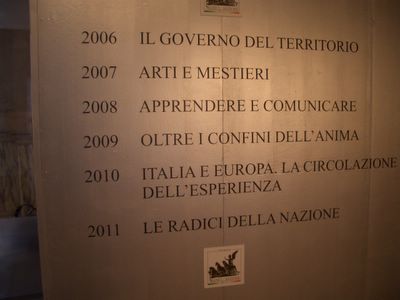 2006 IL GOVERNO DEL TERRITORIO
2007 ARTI E MESTIERI
2008 APPRENDERE E COMUNICARE
2009 OLTRE I CONFINI DELL'ANIMA
2010 ITALIA E EUROPA. LA CIRCOLAZIONE
DELL'ESPERIENZA
2011 LE RADICI DELLA NAZIONE